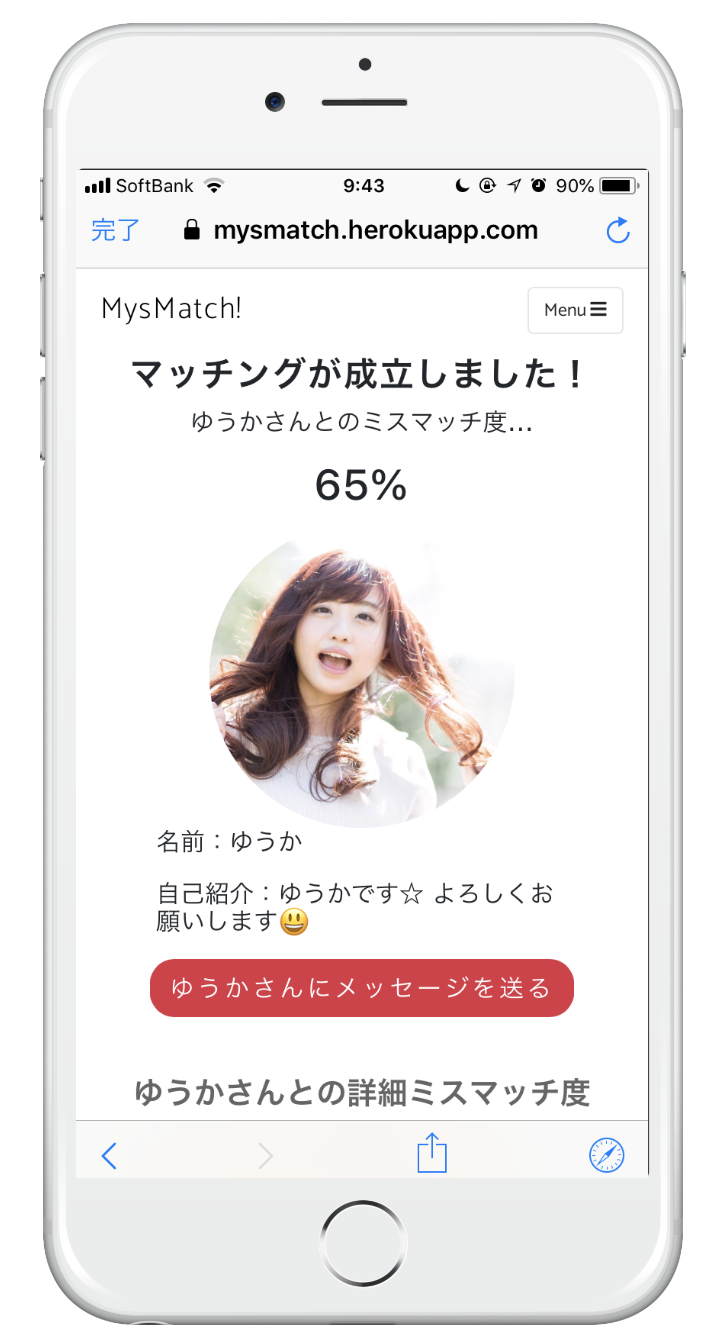 SoftBank 9:43 90%
完了 mysmatch.herokuapp.com
MysMatch! Menu
マッチングが成立しました！
ゆうかさんとのミスマッチ度...
65%
名前：ゆうか
自己紹介：ゆうかです☆ よろしくお
願いします😃
ゆうかさんにメッセージを送る
ゆうかさんとの詳細ミスマッチ度